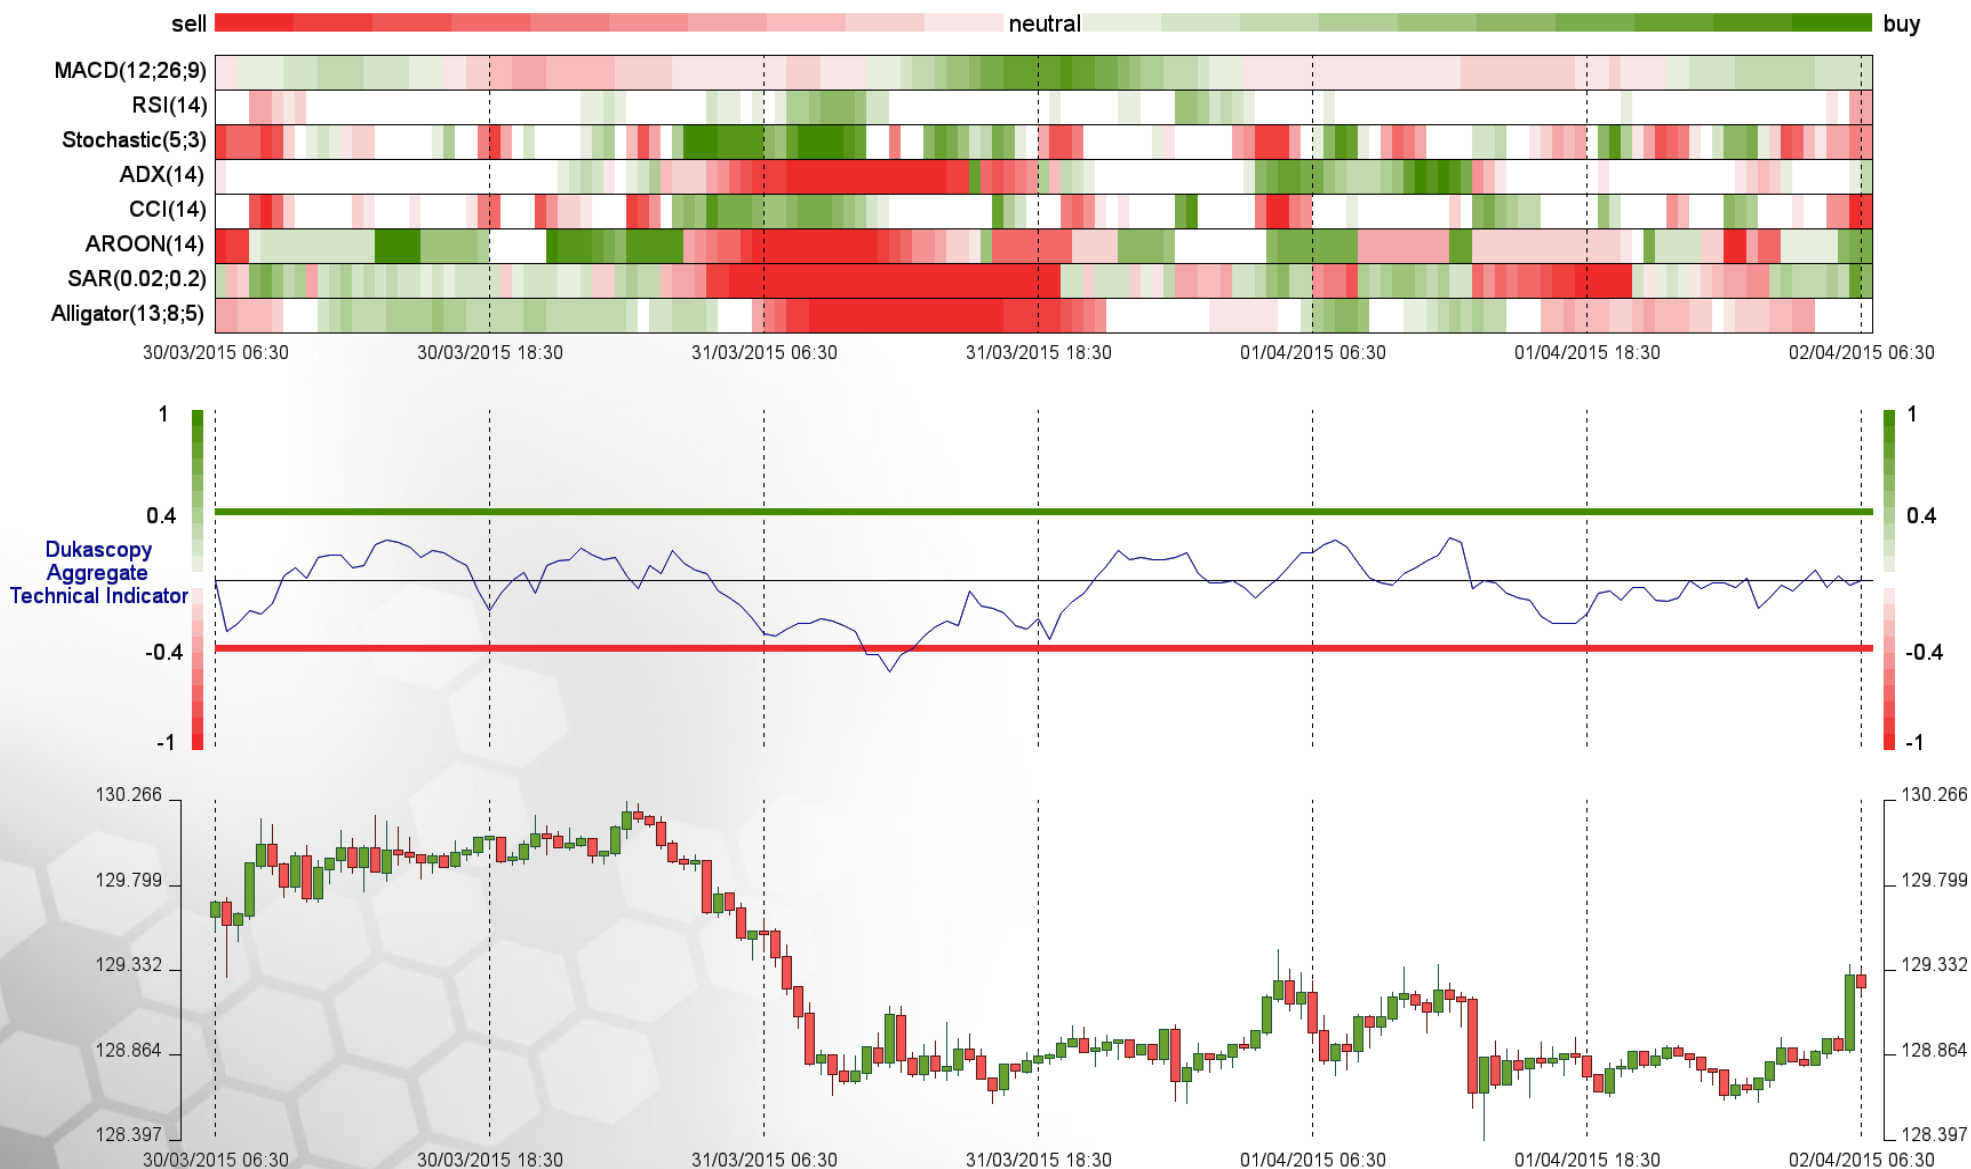 sell neutral buy
MACD(12;26;9)
RSI(14)
Stochastic(5;3)
ADX(14)
CCI(14)
AROON(14)
SAR(0.02;0.2)
Alligator(13;8;5)
30/03/2015 06:30 30/03/2015 18:30 31/03/2015 06:30 31/03/2015 18:30 01/04/2015 06:30 01/04/2015 18:30 02/04/2015 06:30
1 1
0.4 0.4
Dukascopy
Aggregate
Technical Indicator
-0.4 -0.4
-1 -1
130.266 130.266
129.799 129.799
129.332 129.332
128.864 128.864
128.397 128.397
30/03/2015 06:30 30/03/2015 18:30 31/03/2015 06:30 31/03/2015 18:30 01/04/2015 06:30 01/04/2015 18:30 02/04/2015 06:30